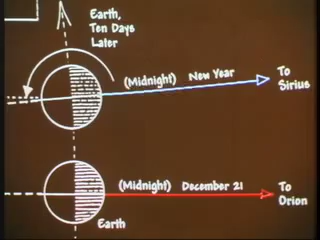 Earth,
Ten Days
Later
(Midnight) New Year
To
Sirius
(Midnight) December 21
To
Orion
Earth